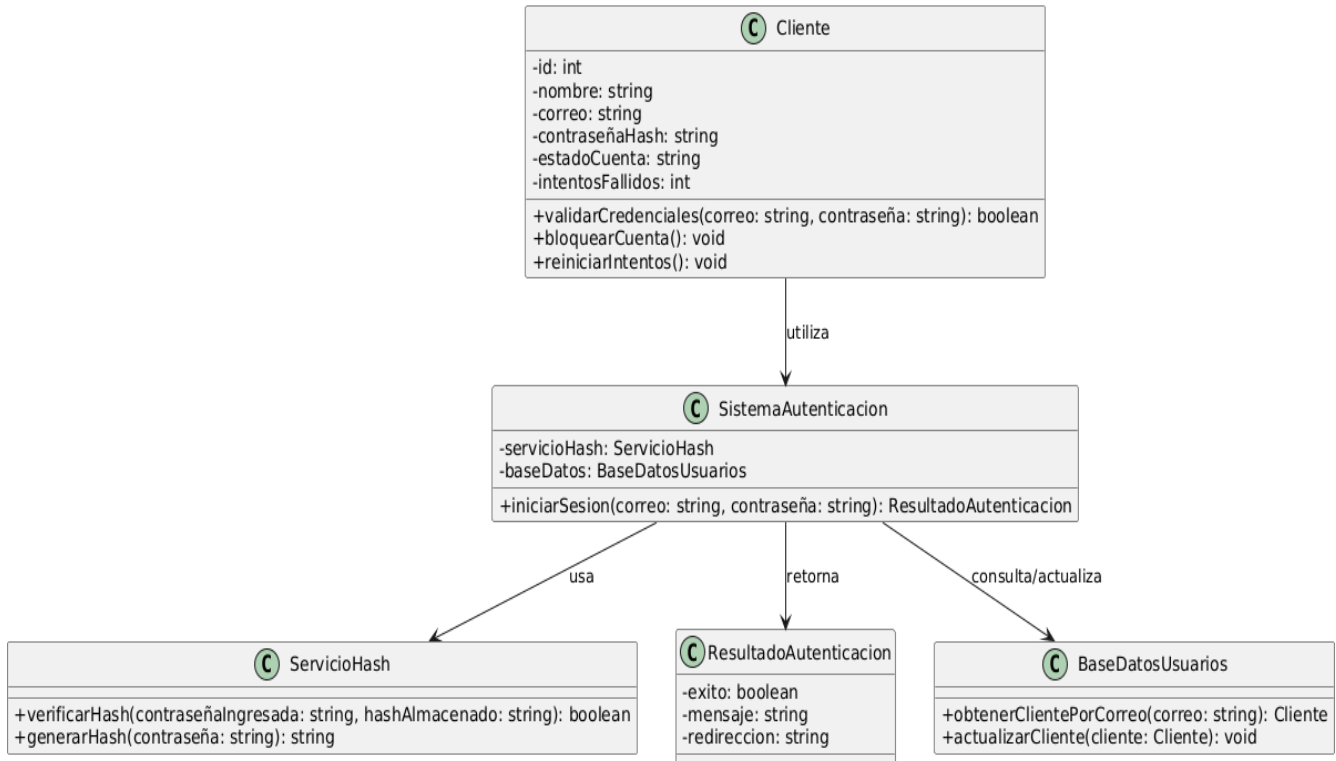 C Cliente
-id: int
-nombre: string
-correo: string
-contraseñaHash: string
-estadoCuenta: string
-intentosFallidos: int
+validarCredenciales(correo: string, contraseña: string): boolean
+bloquearCuenta(): void
+reiniciarIntentos(): void
utiliza
C SistemaAutenticacion
-servicioHash: ServicioHash
-baseDatos: BaseDatosUsuarios
+iniciarSesion(correo: string, contraseña: string): ResultadoAutenticacion
usa
retorna
consulta/actualiza
C ServicioHash
+verificarHash(contraseñaIngresada: string, hashAlmacenado: string): boolean
+generarHash(contraseña: string): string
C ResultadoAutenticacion
-exito: boolean
-mensaje: string
-redireccion: string
C BaseDatosUsuarios
+obtenerClientePorCorreo(correo: string): Cliente
+actualizarCliente(cliente: Cliente): void